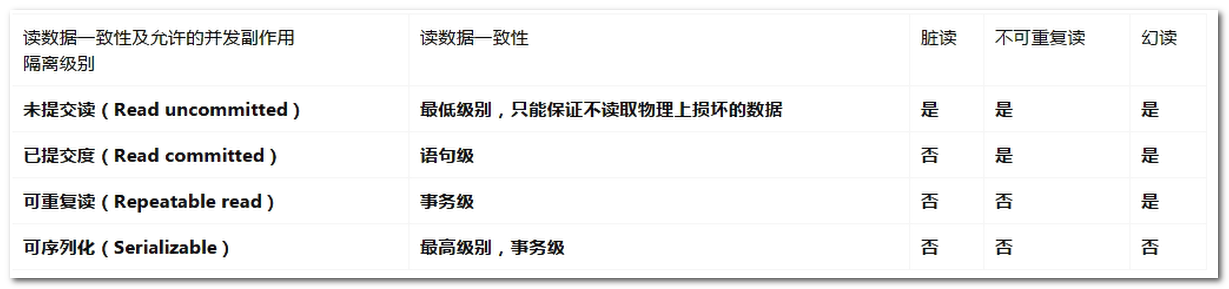 读数据一致性及允许的并发副作用 读数据一致性 脏读 不可重复读 幻读
隔离级别
未提交读（Read uncommitted） 最低级别，只能保证不读取物理上损坏的数据 是 是 是
已提交度（Read committed） 语句级 否 是 是
可重复读（Repeatable read） 事务级 否 否 是
可序列化（Serializable） 最高级别，事务级 否 否 否